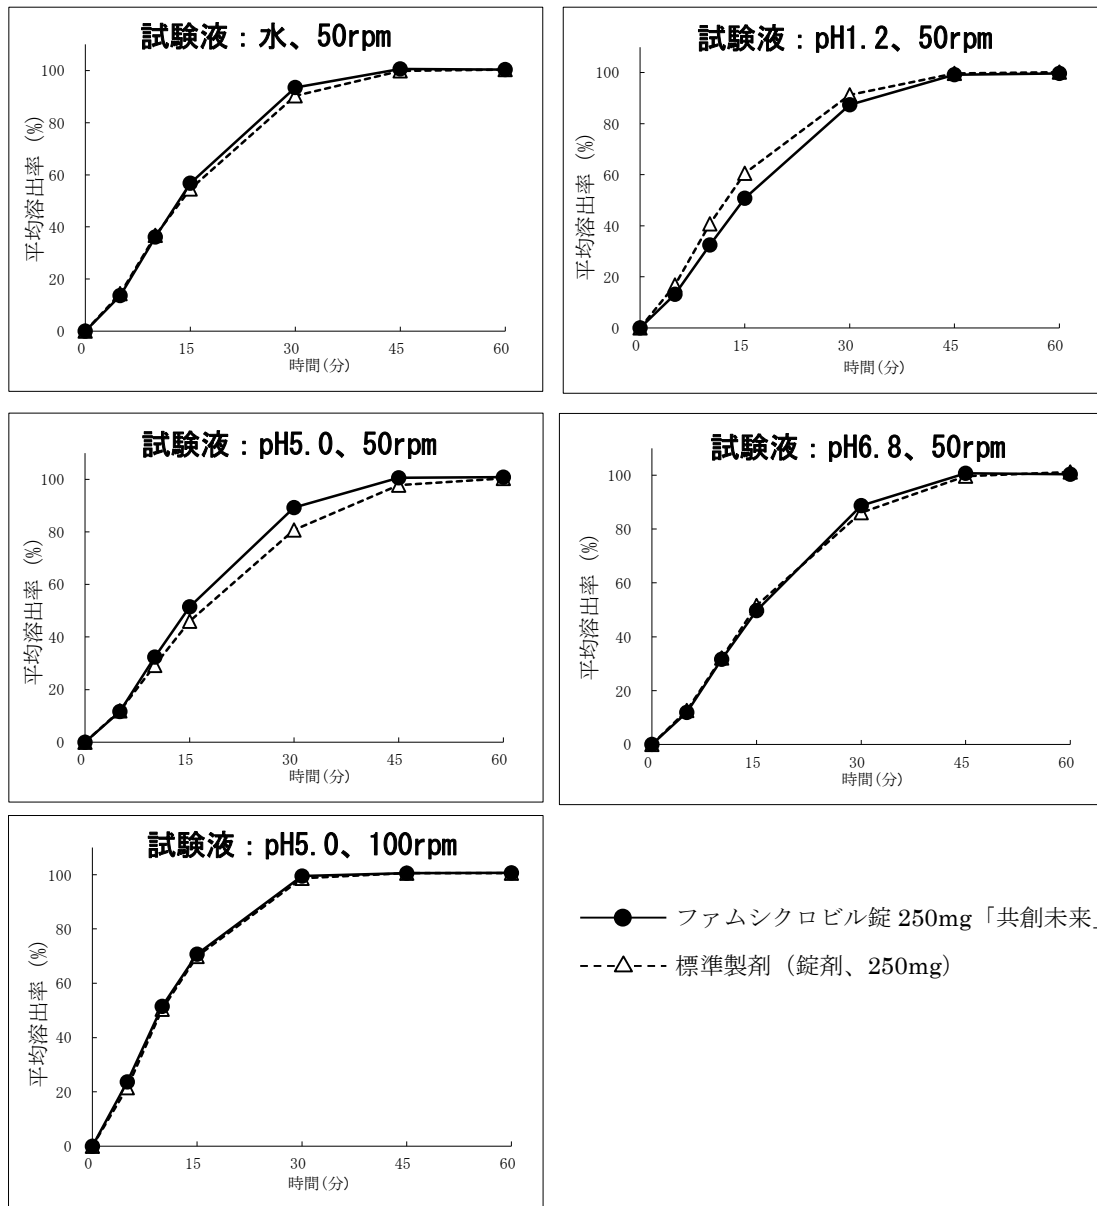 試験液：水、50rpm
平均溶出率 (%)
100
80
60
40
20
0
0 15 30 45 60
時間(分)
試験液：pH1.2、50rpm
平均溶出率 (%)
100
80
60
40
20
0
0 15 30 45 60
時間(分)
試験液：pH5.0、50rpm
平均溶出率 (%)
100
80
60
40
20
0
0 15 30 45 60
時間(分)
試験液：pH6.8、50rpm
平均溶出率 (%)
100
80
60
40
20
0
0 15 30 45 60
時間(分)
試験液：pH5.0、100rpm
平均溶出率 (%)
100
80
60
40
20
0
0 15 30 45 60
時間(分)
ファムシクロビル錠 250mg「共創未来」
標準製剤（錠剤、250mg）